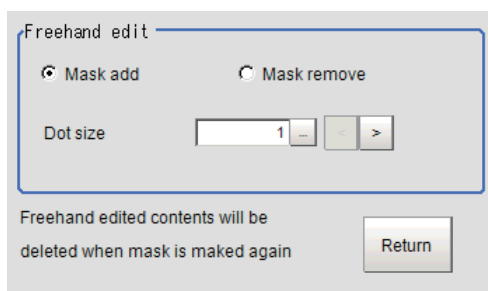 Freehand edit
Mask add Mask remove
Dot size 1 ... < >
Freehand edited contents will be
deleted when mask is maked again
Return